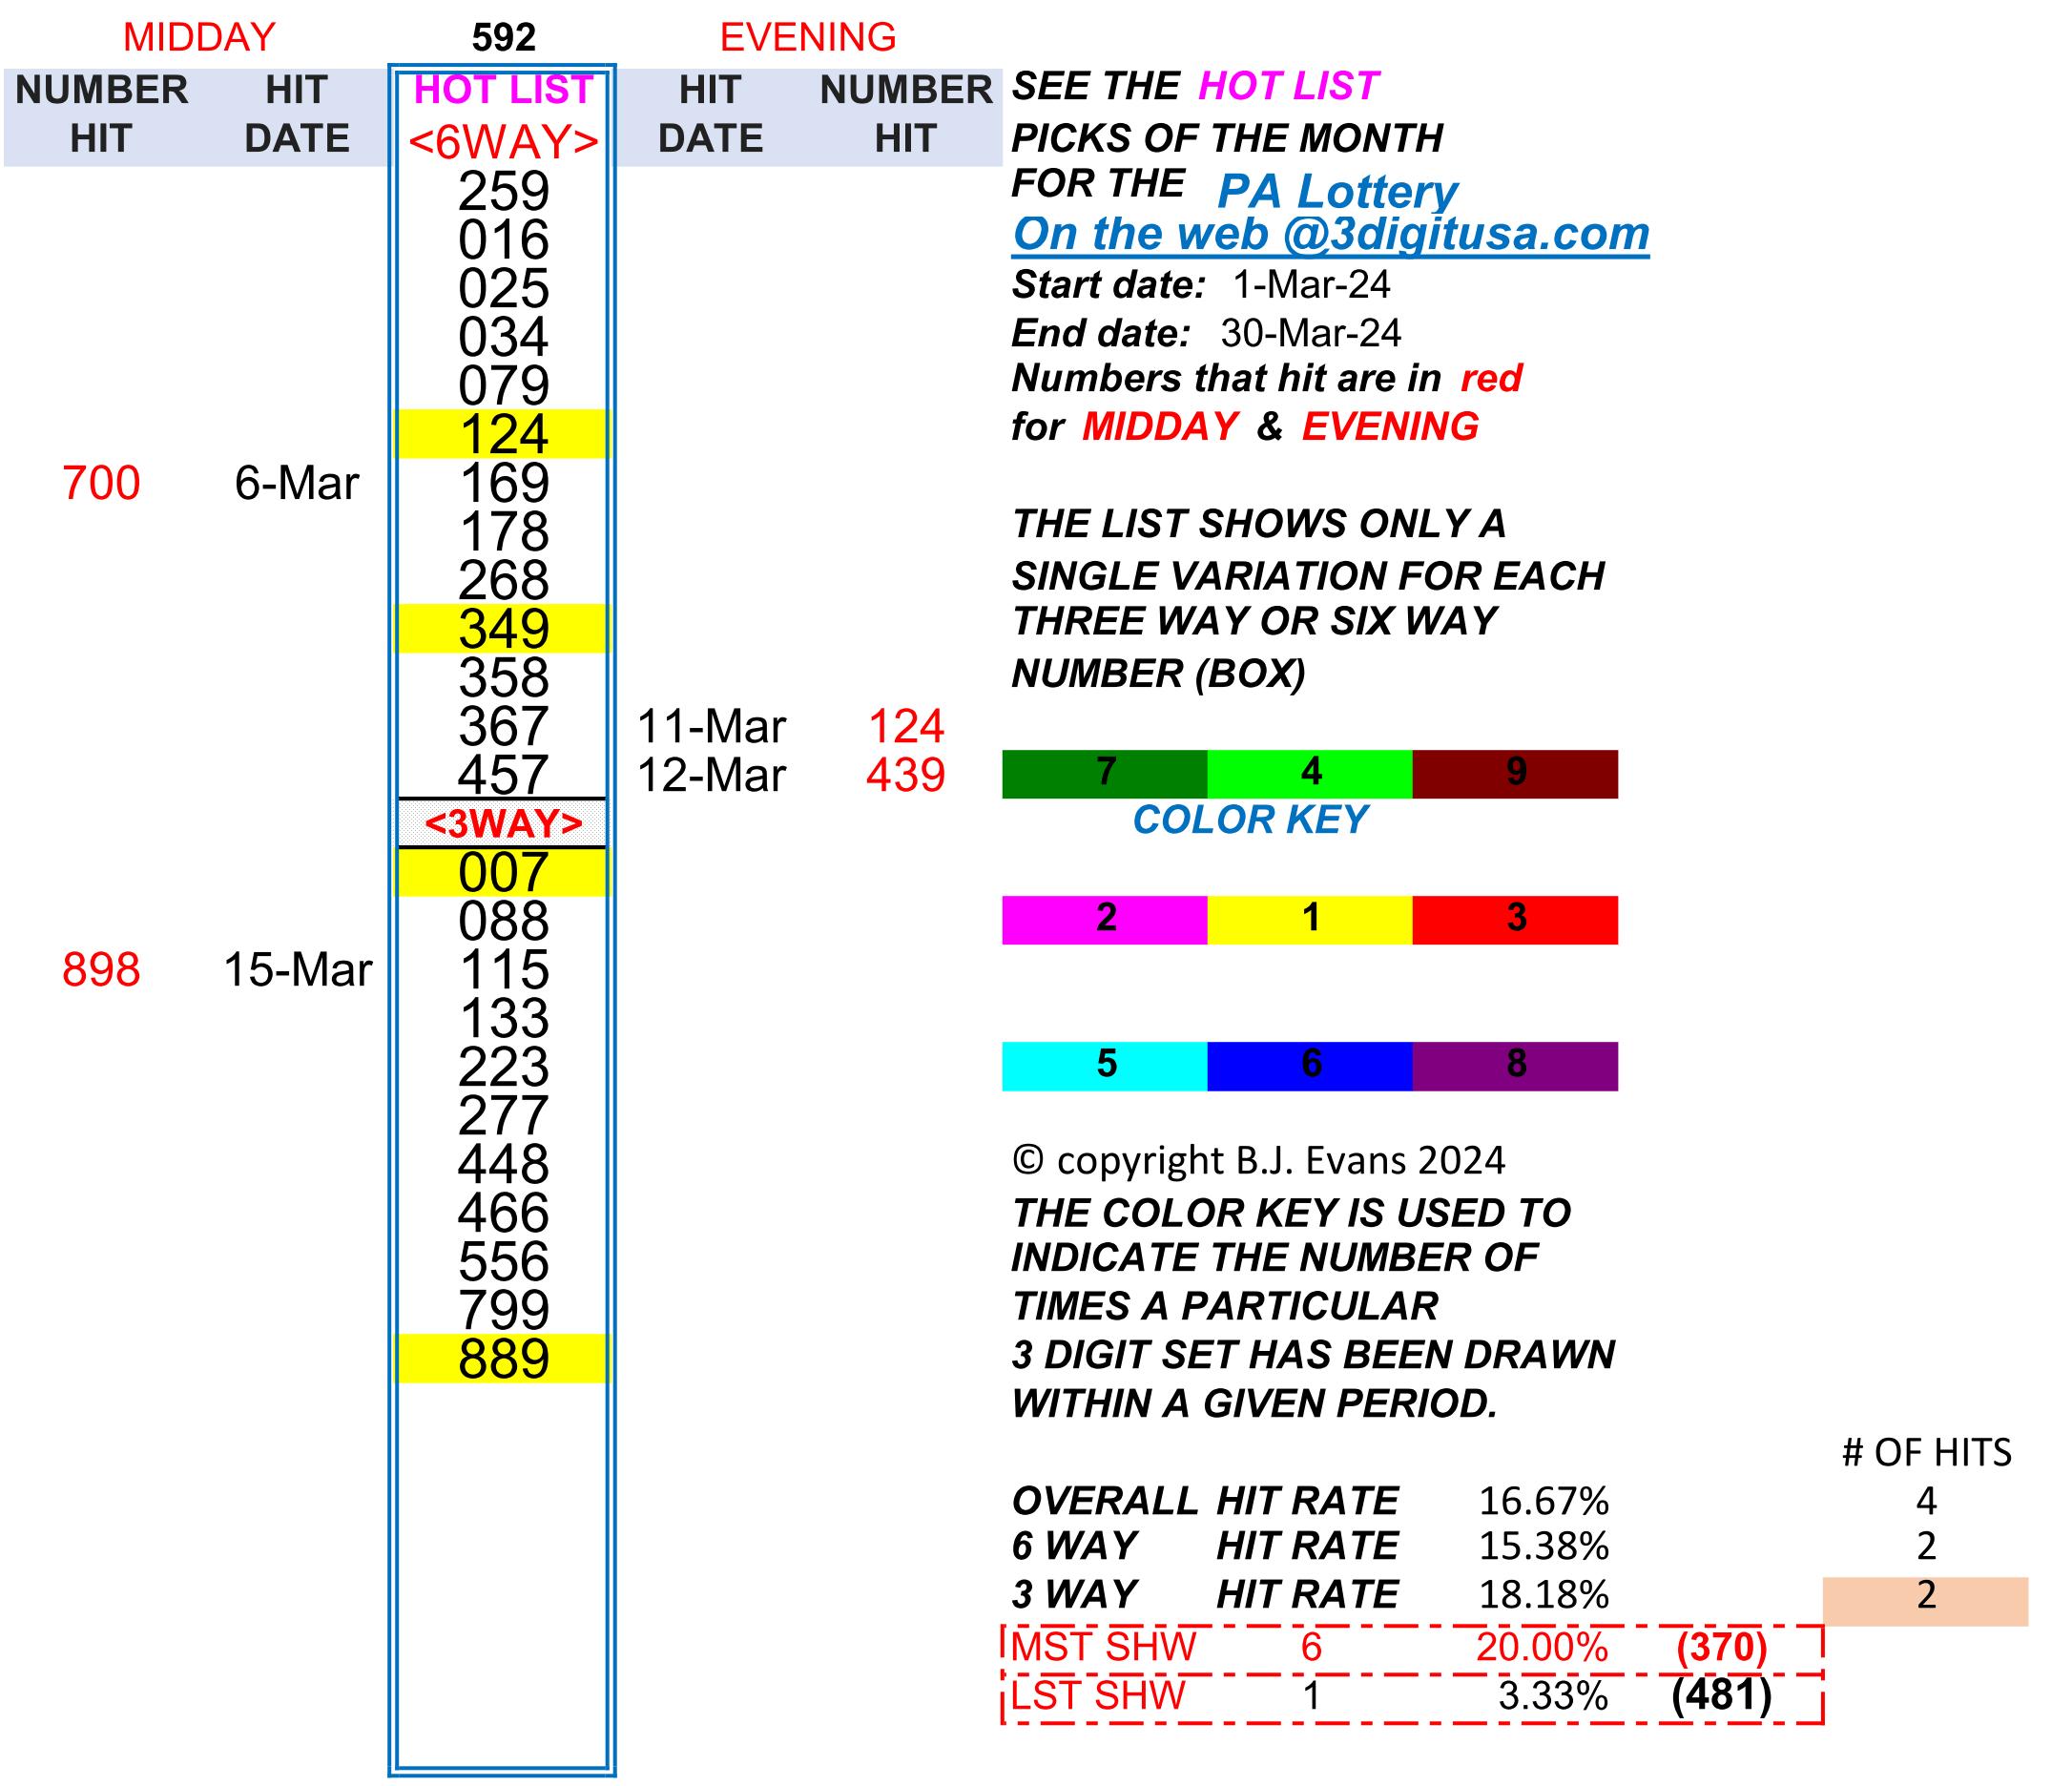 MIDDAY 592 EVENING
NUMBER HIT HOT LIST HIT NUMBER
HIT DATE <6WAY> DATE HIT
259
016
025
034
079
124
700 6-Mar 169
178
268
349
358
367 11-Mar 124
457 12-Mar 439
<3WAY>
007
088
898 15-Mar 115
133
223
277
448
466
556
799
889
SEE THE HOT LIST
PICKS OF THE MONTH
FOR THE PA Lottery
On the web @3digitusa.com
Start date: 1-Mar-24
End date: 30-Mar-24
Numbers that hit are in red
for MIDDAY & EVENING
THE LIST SHOWS ONLY A
SINGLE VARIATION FOR EACH
THREE WAY OR SIX WAY
NUMBER (BOX)
7 4 9
COLOR KEY
2 1 3
5 6 8
© copyright B.J. Evans 2024
THE COLOR KEY IS USED TO
INDICATE THE NUMBER OF
TIMES A PARTICULAR
3 DIGIT SET HAS BEEN DRAWN
WITHIN A GIVEN PERIOD.
# OF HITS
OVERALL HIT RATE 16.67% 4
6 WAY HIT RATE 15.38% 2
3 WAY HIT RATE 18.18% 2
MST SHW 6 20.00% (370)
LST SHW 1 3.33% (481)